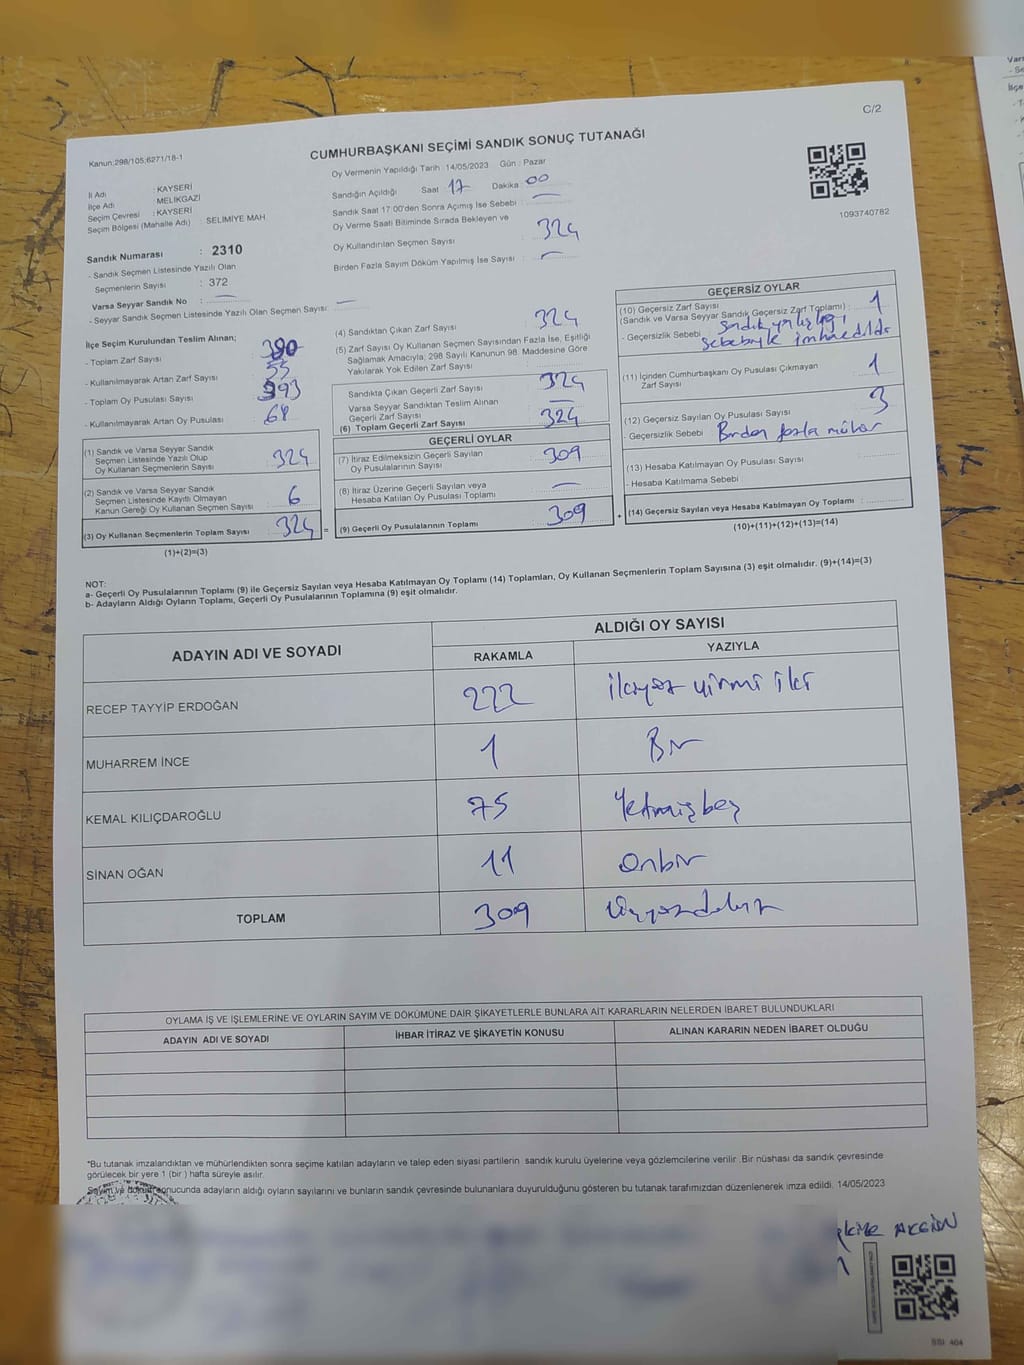 C/2
CUMHURBAŞKANI SEÇİMİ SANDIK SONUÇ TUTANAĞI
Kanun:298/105;6271/18-1
İl Adı : KAYSERİ
İlçe Adı MELİKGAZİ
Seçim Çevresi : KAYSERİ
Seçim Bölgesi (Mahalle Adı) : SELİMİYE MAH.
Sandık Numarası : 2310
- Sandık Seçmen Listesinde Yazılı Olan
Seçmenlerin Sayısı : 372
Varsa Seyyar Sandık No : —
- Seyyar Sandık Seçmen Listesinde Yazılı Olan Seçmen Sayısı: —
Oy Vermenin Yapıldığı Tarih :14/05/2023 Gün : Pazar
Sandığın Açıldığı Saat 17 Dakika 00
Sandık Saat 17:00'den Sonra Açımış İse Sebebi : —
Oy Verme Saati Bitiminde Sırada Bekleyen ve
Oy Kullandırılan Seçmen Sayısı : 324
Birden Fazla Sayım Döküm Yapılmış İse Sayısı : —
1093740782
İlçe Seçim Kurulundan Teslim Alınan;
- Toplam Zarf Sayısı
- Kullanılmayarak Artan Zarf Sayısı 55
- Toplam Oy Pusulası Sayısı 393
- Kullanılmayarak Artan Oy Pusulası
(1) Sandık ve Varsa Seyyar Sandık
Seçmen Listesinde Yazılı Olup
Oy Kullanan Seçmenlerin Sayısı 324
(2) Sandık ve Varsa Seyyar Sandık
Seçmen Listesinde Kayıtlı Olmayan
Kanun Gereği Oy Kullanan Seçmen Sayısı 6
(3) Oy Kullanan Seçmenlerin Toplam Sayısı 324 =
(1)+(2)=(3)
(4) Sandıktan Çıkan Zarf Sayısı 324
(5) Zarf Sayısı Oy Kullanan Seçmen Sayısından Fazla İse, Eşitliği
Sağlamak Amacıyla; 298 Sayılı Kanunun 98. Maddesine Göre
Yakılarak Yok Edilen Zarf Sayısı :
Sandıkta Çıkan Geçerli Zarf Sayısı 324
Varsa Seyyar Sandıktan Teslim Alınan
Geçerli Zarf Sayısı —
(6) Toplam Geçerli Zarf Sayısı 324
GEÇERLİ OYLAR
(7) İtiraz Edilmeksizin Geçerli Sayılan
Oy Pusulalarının Sayısı 309
(8) İtiraz Üzerine Geçerli Sayılan veya
Hesaba Katılan Oy Pusulası Toplamı —
(9) Geçerli Oy Pusulalarının Toplamı 309 +
GEÇERSİZ OYLAR
(10) Geçersiz Zarf Sayısı
(Sandık ve Varsa Seyyar Sandık Geçersiz Zarf Toplamı) : 1
- Geçersizlik Sebebi : Sandık yanlışlığı
sebebiyle imha edildi
(11) İçinden Cumhurbaşkanı Oy Pusulası Çıkmayan
Zarf Sayısı 1
(12) Geçersiz Sayılan Oy Pusulası Sayısı 3
- Geçersizlik Sebebi Birden fazla mühür
(13) Hesaba Katılmayan Oy Pusulası Sayısı
- Hesaba Katılmama Sebebi
(14) Geçersiz Sayılan veya Hesaba Katılmayan Oy Toplamı :
(10)+(11)+(12)+(13)=(14)
NOT:
a- Geçerli Oy Pusulalarının Toplamı (9) ile Geçersiz Sayılan veya Hesaba Katılmayan Oy Toplamı (14) Toplamları, Oy Kullanan Seçmenlerin Toplam Sayısına (3) eşit olmalıdır. (9)+(14)=(3)
b- Adayların Aldığı Oyların Toplamı, Geçerli Oy Pusulalarının Toplamına (9) eşit olmalıdır.
ADAYIN ADI VE SOYADI ALDIĞI OY SAYISI
RAKAMLA YAZIYLA
RECEP TAYYİP ERDOĞAN 222 ikiyüz yirmi iki
MUHARREM İNCE 1 Bir
KEMAL KILIÇDAROĞLU 75 Yetmişbeş
SİNAN OĞAN 11 Onbir
TOPLAM 309 üçyüzdokuz
OYLAMA İŞ VE İŞLEMLERİNE VE OYLARIN SAYIM VE DÖKÜMÜNE DAİR ŞİKAYETLERLE BUNLARA AİT KARARLARIN NELERDEN İBARET BULUNDUKLARI
ADAYIN ADI VE SOYADI İHBAR İTİRAZ VE ŞİKAYETİN KONUSU ALINAN KARARIN NEDEN İBARET OLDUĞU
*Bu tutanak imzalandıktan ve mühürlendikten sonra seçime katılan adayların ve talep eden siyasi partilerin sandık kurulu üyelerine veya gözlemcilerine verilir. Bir nüshası da sandık çevresinde
görülecek bir yere 1 (bir) hafta süreyle asılır.
Sayım ve döküm sonucunda adayların aldığı oyların sayılarını ve bunların sandık çevresinde bulunanlara duyurulduğunu gösteren bu tutanak tarafımızdan düzenlenerek imza edildi. 14/05/2023
SSI: 404